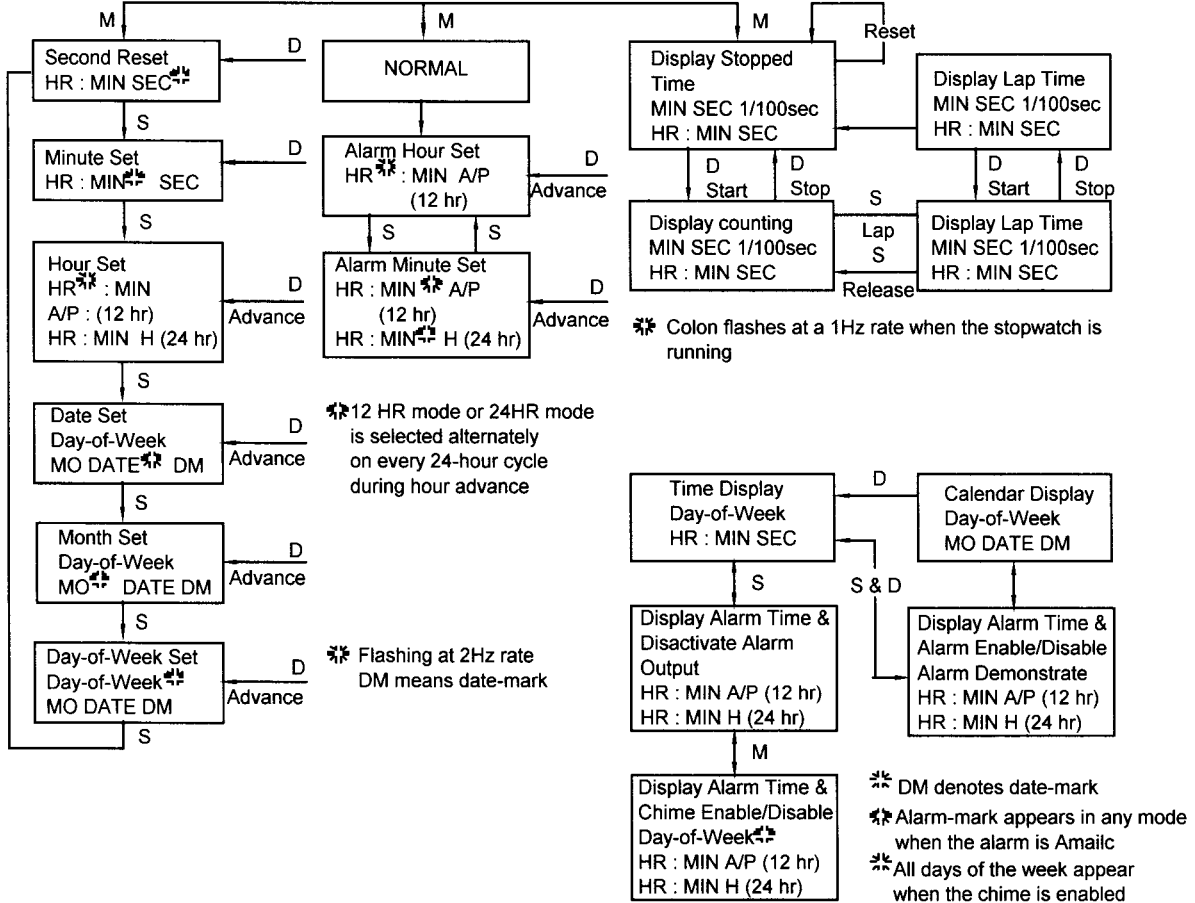 M
M
M
Second Reset
HR : MIN SEC
D
S
Minute Set
HR : MIN SEC
D
S
Hour Set
HR : MIN
A/P : (12 hr)
HR : MIN H (24 hr)
D
Advance
S
Date Set
Day-of-Week
MO DATE DM
D
Advance
S
Month Set
Day-of-Week
MO DATE DM
D
Advance
S
Day-of-Week Set
Day-of-Week
MO DATE DM
D
Advance
S
NORMAL
Alarm Hour Set
HR : MIN A/P
(12 hr)
D
Advance
S
S
Alarm Minute Set
HR : MIN A/P
(12 hr)
HR : MIN H (24 hr)
D
Advance
12 HR mode or 24HR mode
is selected alternately
on every 24-hour cycle
during hour advance
Flashing at 2Hz rate
DM means date-mark
Reset
Display Stopped
Time
MIN SEC 1/100sec
HR : MIN SEC
Display Lap Time
MIN SEC 1/100sec
HR : MIN SEC
D
Start
D
Stop
D
Start
D
Stop
Display counting
MIN SEC 1/100sec
HR : MIN SEC
S
Lap
S
Release
Display Lap Time
MIN SEC 1/100sec
HR : MIN SEC
Colon flashes at a 1Hz rate when the stopwatch is
running
Time Display
Day-of-Week
HR : MIN SEC
D
Calendar Display
Day-of-Week
MO DATE DM
S
S & D
Display Alarm Time &
Disactivate Alarm
Output
HR : MIN A/P (12 hr)
HR : MIN H (24 hr)
Display Alarm Time &
Alarm Enable/Disable
Alarm Demonstrate
HR : MIN A/P (12 hr)
HR : MIN H (24 hr)
M
Display Alarm Time &
Chime Enable/Disable
Day-of-Week
HR : MIN A/P (12 hr)
HR : MIN H (24 hr)
DM denotes date-mark
Alarm-mark appears in any mode
when the alarm is Amailc
All days of the week appear
when the chime is enabled